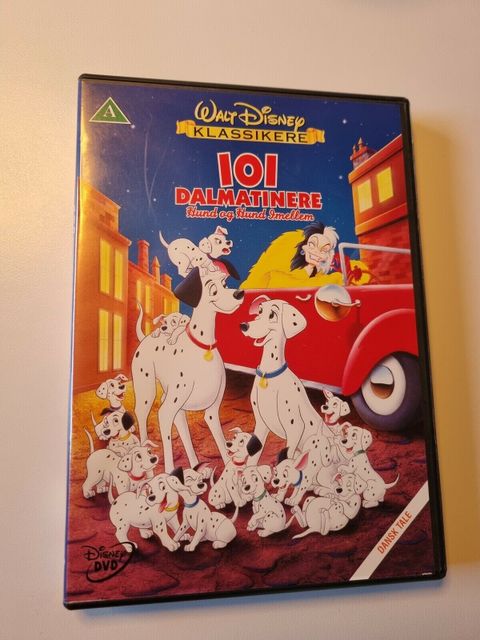 A
WALT DISNEY
KLASSIKERE
101
DALMATINERE
Hund og Hund Imellem
DANSK TALE
DISNEY
DVD